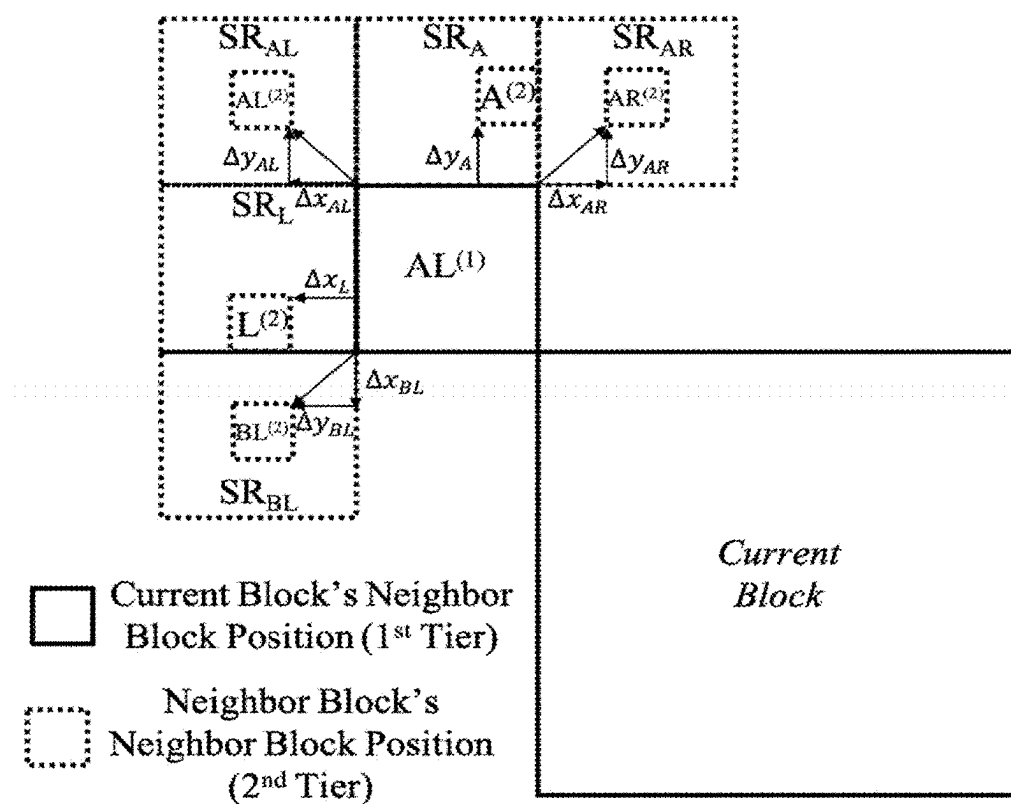 SR_AL SR_A SR_AR
AL^(2) A^(2) AR^(2)
Δy_AL Δy_A Δy_AR
SR_L Δx_AL Δx_AR
AL^(1)
Δx_L
L^(2)
Δx_BL
BL^(2) Δy_BL
SR_BL
Current
Block
Current Block's Neighbor
Block Position (1st Tier)
Neighbor Block's
Neighbor Block Position
(2nd Tier)